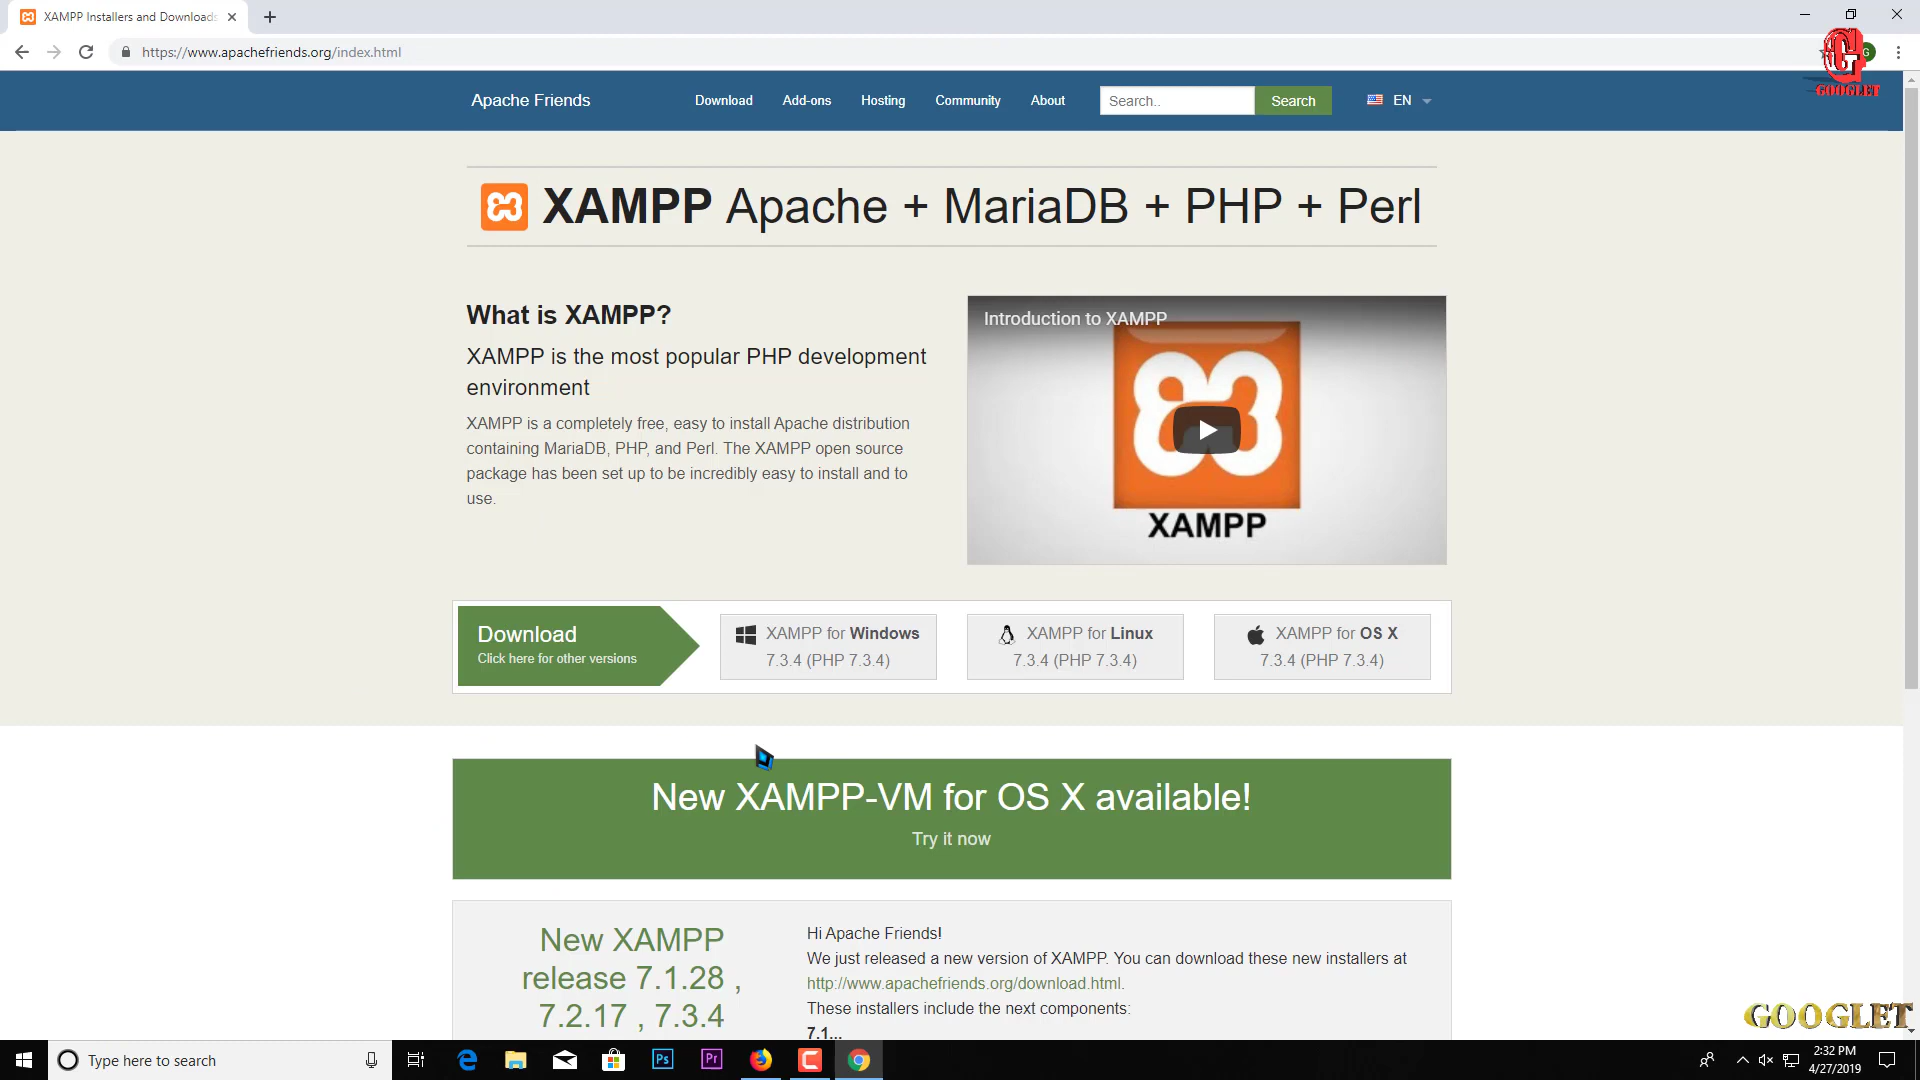 XAMPP Installers and Downloads
https://www.apachefriends.org/index.html
G
GOOGLET
Apache Friends
Download
Add-ons
Hosting
Community
About
Search..
Search
EN
XAMPP Apache + MariaDB + PHP + Perl
What is XAMPP?
XAMPP is the most popular PHP development
environment
XAMPP is a completely free, easy to install Apache distribution
containing MariaDB, PHP, and Perl. The XAMPP open source
package has been set up to be incredibly easy to install and to
use.
Introduction to XAMPP
XAMPP
Download
Click here for other versions
XAMPP for Windows
7.3.4 (PHP 7.3.4)
XAMPP for Linux
7.3.4 (PHP 7.3.4)
XAMPP for OS X
7.3.4 (PHP 7.3.4)
New XAMPP-VM for OS X available!
Try it now
New XAMPP
release 7.1.28 ,
7.2.17 , 7.3.4
Hi Apache Friends!
We just released a new version of XAMPP. You can download these new installers at
http://www.apachefriends.org/download.html.
These installers include the next components:
7.1...
GOOGLET
Type here to search
Ps
Pr
2:32 PM
4/27/2019